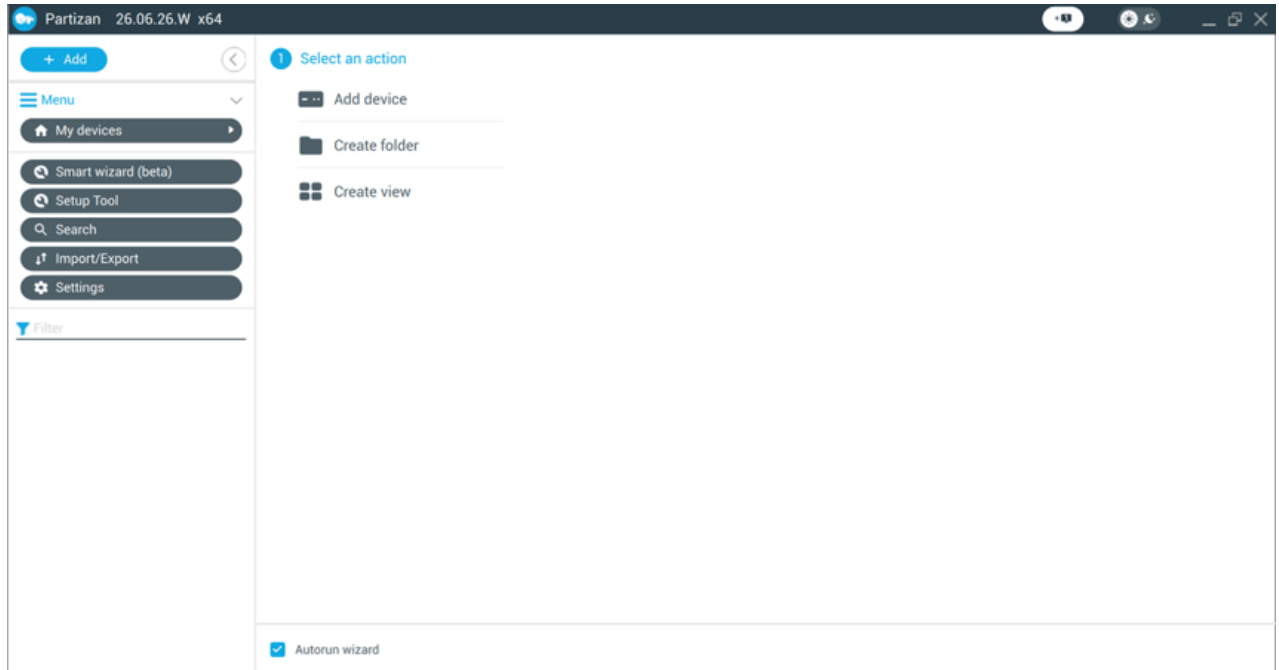 Partizan 26.06.26.W x64
+ Add
Menu
My devices
Smart wizard (beta)
Setup Tool
Search
Import/Export
Settings
Filter
1 Select an action
Add device
Create folder
Create view
Autorun wizard